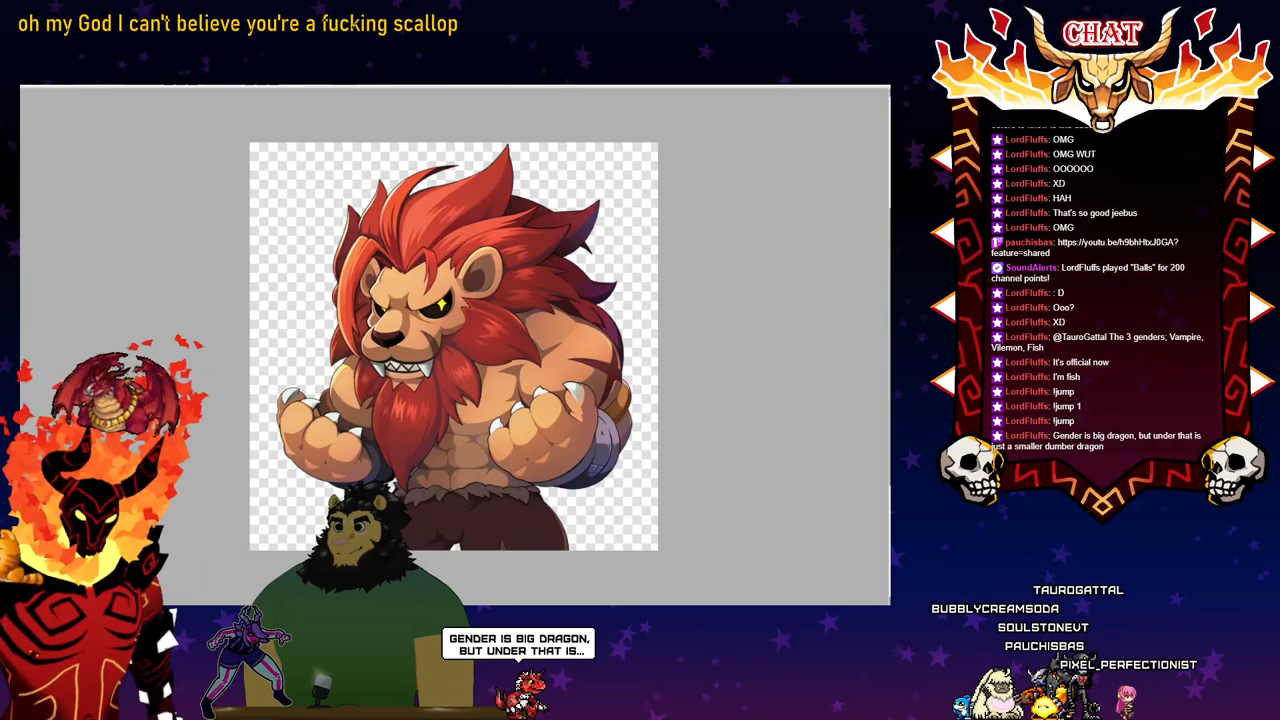 oh my God I can't believe you're a fucking scallop
CHAT
LordFluffs: OMG
LordFluffs: OMG WUT
LordFluffs: OOOOOO
LordFluffs: XD
LordFluffs: HAH
LordFluffs: That's so good jeebus
LordFluffs: OMG
pauchisbas: https://youtu.be/h9bhHtxJ0GA?
feature=shared
SoundAlerts: LordFluffs played "Balls" for 200
channel points!
LordFluffs: : D
LordFluffs: Ooo?
LordFluffs: XD
LordFluffs: @TauroGattal The 3 genders; Vampire,
Vilemon, Fish
LordFluffs: It's official now
LordFluffs: I'm fish
LordFluffs: !jump
LordFluffs: !jump 1
LordFluffs: !jump
LordFluffs: Gender is big dragon, but under that is
just a smaller dumber dragon
GENDER IS BIG DRAGON,
BUT UNDER THAT IS...
TAUROGATTAL
BUBBLYCREAMSODA
SOULSTONEVT
PAUCHISBAS
PIXEL_PERFECTIONIST